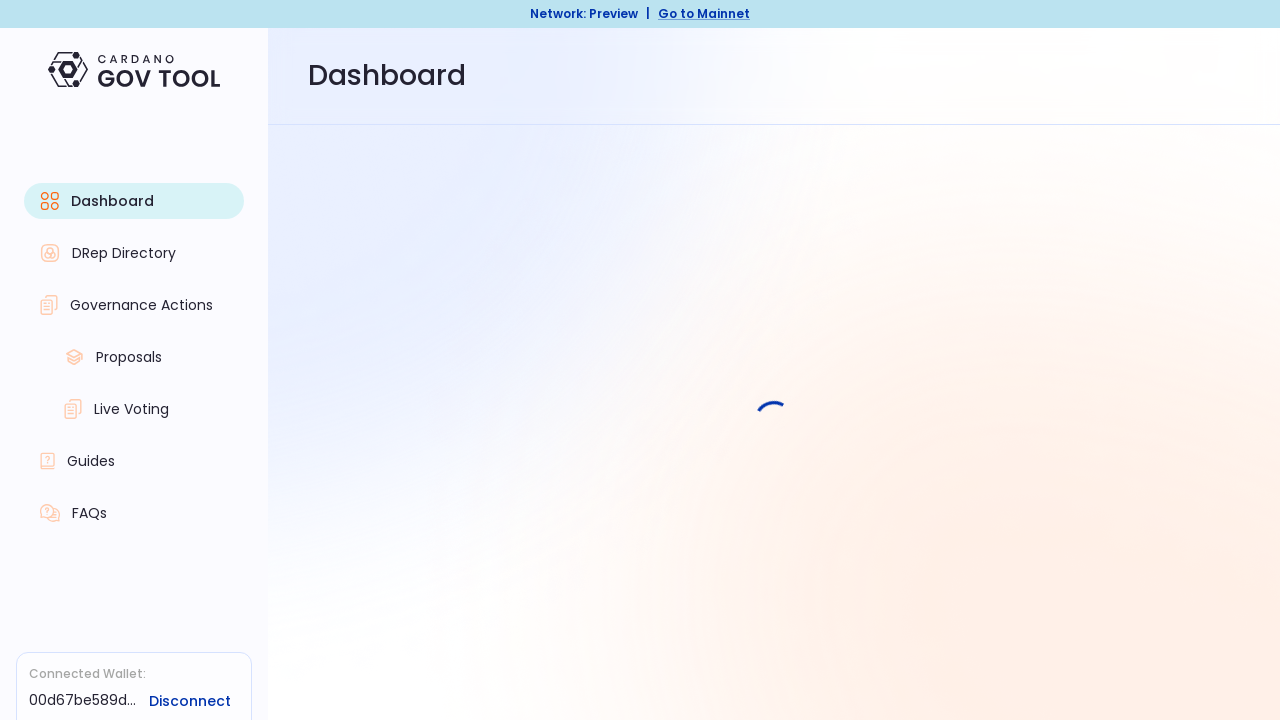 Network: Preview | Go to Mainnet
CARDANO
GOV TOOL
Dashboard
Dashboard
DRep Directory
Governance Actions
Proposals
Live Voting
Guides
FAQs
Connected Wallet:
00d67be589d... Disconnect